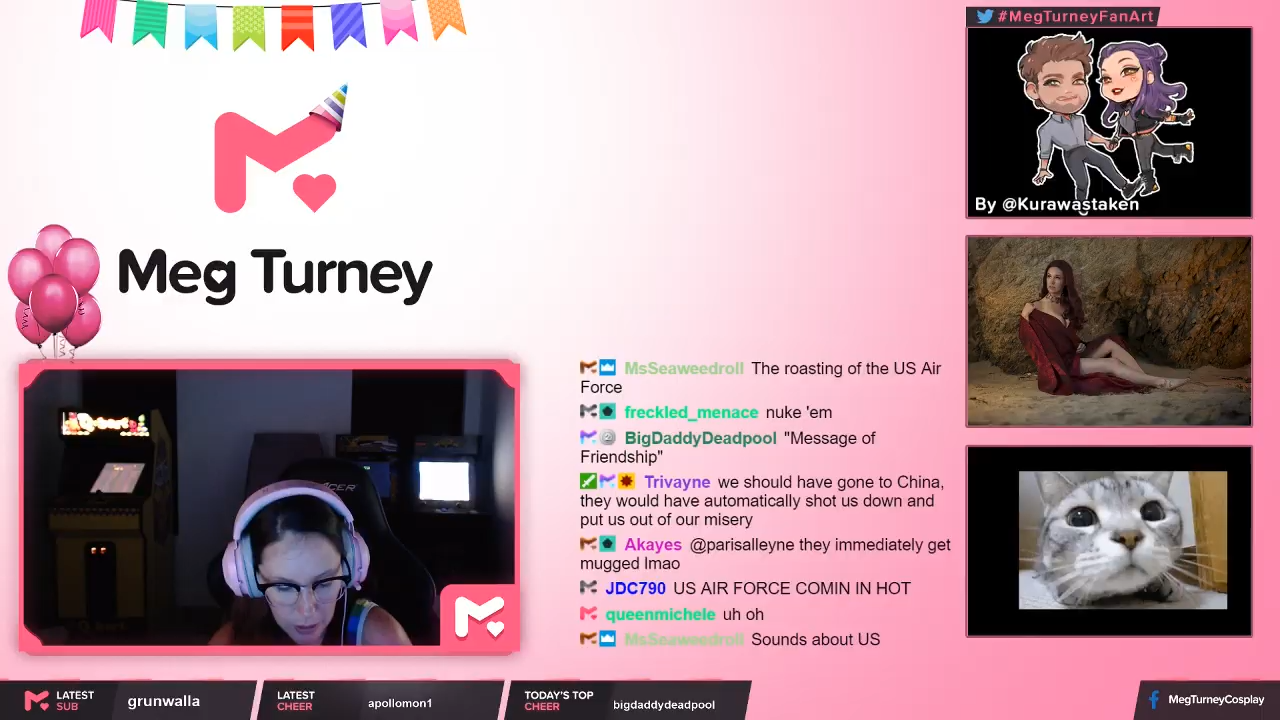 #MegTurneyFanArt
By @Kurawastaken
Meg Turney
MsSeaweedroll The roasting of the US Air
Force
freckled_menace nuke 'em
BigDaddyDeadpool "Message of
Friendship"
Trivayne we should have gone to China,
they would have automatically shot us down and
put us out of our misery
Akayes @parisalleyne they immediately get
mugged lmao
JDC790 US AIR FORCE COMIN IN HOT
queenmichele uh oh
MsSeaweedroll Sounds about US
LATEST
SUB
grunwalla
LATEST
CHEER
apollomon1
TODAY'S TOP
CHEER
bigdaddydeadpool
MegTurneyCosplay